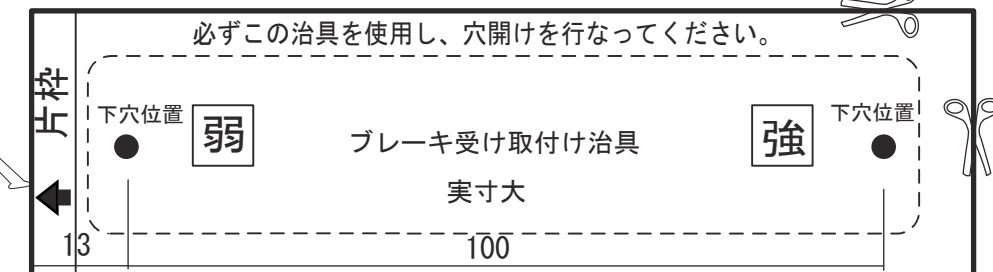 必ずこの治具を使用し、穴開けを行なってください。
片枠
下穴位置
弱
ブレーキ受け取付け治具
強
下穴位置
実寸大
13
100